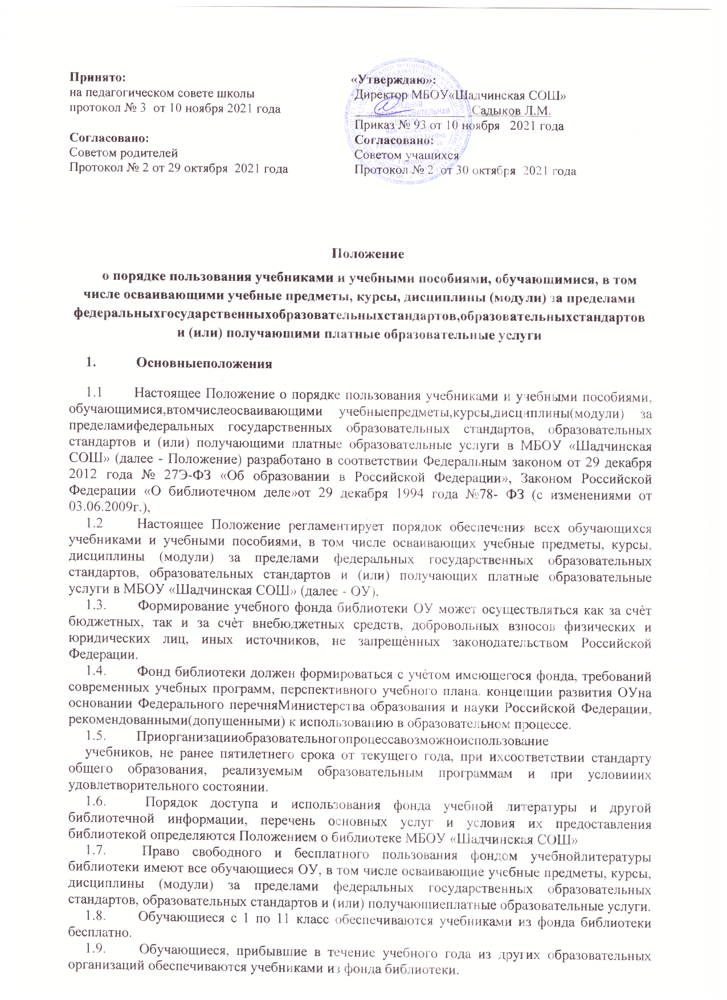 Принято:
на педагогическом совете школы
протокол № 3 от 10 ноября 2021 года
Согласовано:
Советом родителей
Протокол № 2 от 29 октября 2021 года
«Утверждаю»:
Директор МБОУ«Шадчинская СОШ»
Садыков Л.М.
Приказ № 93 от 10 ноября 2021 года
Согласовано:
Советом учащихся
Протокол № 2 от 30 октября 2021 года
СРЕДНЯЯ
ОБЩЕОБРАЗОВАТЕЛЬНАЯ
ШКОЛА»
Положение
о порядке пользования учебниками и учебными пособиями, обучающимися, в том
числе осваивающими учебные предметы, курсы, дисциплины (модули) за пределами
федеральныхгосударственныхобразовательныхстандартов,образовательныхстандартов
и (или) получающими платные образовательные услуги
1. Основныеположения
1.1 Настоящее Положение о порядке пользования учебниками и учебными пособиями,
обучающимися,втомчислеосваивающими учебныепредметы,курсы,дисциплины(модули) за
пределамифедеральных государственных образовательных стандартов, образовательных
стандартов и (или) получающими платные образовательные услуги в МБОУ «Шадчинская
СОШ» (далее - Положение) разработано в соответствии Федеральным законом от 29 декабря
2012 года № 27Э-ФЗ «Об образовании в Российской Федерации», Законом Российской
Федерации «О библиотечном деле»от 29 декабря 1994 года №78- ФЗ (с изменениями от
03.06.2009г.),
1.2 Настоящее Положение регламентирует порядок обеспечения всех обучающихся
учебниками и учебными пособиями, в том числе осваивающих учебные предметы, курсы,
дисциплины (модули) за пределами федеральных государственных образовательных
стандартов, образовательных стандартов и (или) получающих платные образовательные
услуги в МБОУ «Шадчинская СОШ» (далее - ОУ).
1.3. Формирование учебного фонда библиотеки ОУ может осуществляться как за счѐт
бюджетных, так и за счѐт внебюджетных средств, добровольных взносов физических и
юридических лиц, иных источников, не запрещѐнных законодательством Российской
Федерации.
1.4. Фонд библиотеки должен формироваться с учѐтом имеющегося фонда, требований
современных учебных программ, перспективного учебного плана. концепции развития ОУна
основании Федерального перечняМинистерства образования и науки Российской Федерации,
рекомендованными(допущенными) к использованию в образовательном процессе.
1.5. Приорганизацииобразовательногопроцессавозможноиспользование
учебников, не ранее пятилетнего срока от текущего года, при ихсоответствии стандарту
общего образования, реализуемым образовательным программам и при условииих
удовлетворительного состоянии.
1.6. Порядок доступа и использования фонда учебной литературы и другой
библиотечной информации, перечень основных услуг и условия их предоставления
библиотекой определяются Положением о библиотеке МБОУ «Шадчинская СОШ»
1.7. Право свободного и бесплатного пользования фондом учебнойлитературы
библиотеки имеют все обучающиеся ОУ, в том числе осваивающие учебные предметы, курсы,
дисциплины (модули) за пределами федеральных государственных образовательных
стандартов, образовательных стандартов и (или) получающиеплатные образовательные услуги.
1.8. Обучающиеся с 1 по 11 класс обеспечиваются учебниками из фонда библиотеки
бесплатно.
1.9. Обучающиеся, прибывшие в течение учебного года из других образовательных
организаций обеспечиваются учебниками из фонда библиотеки.